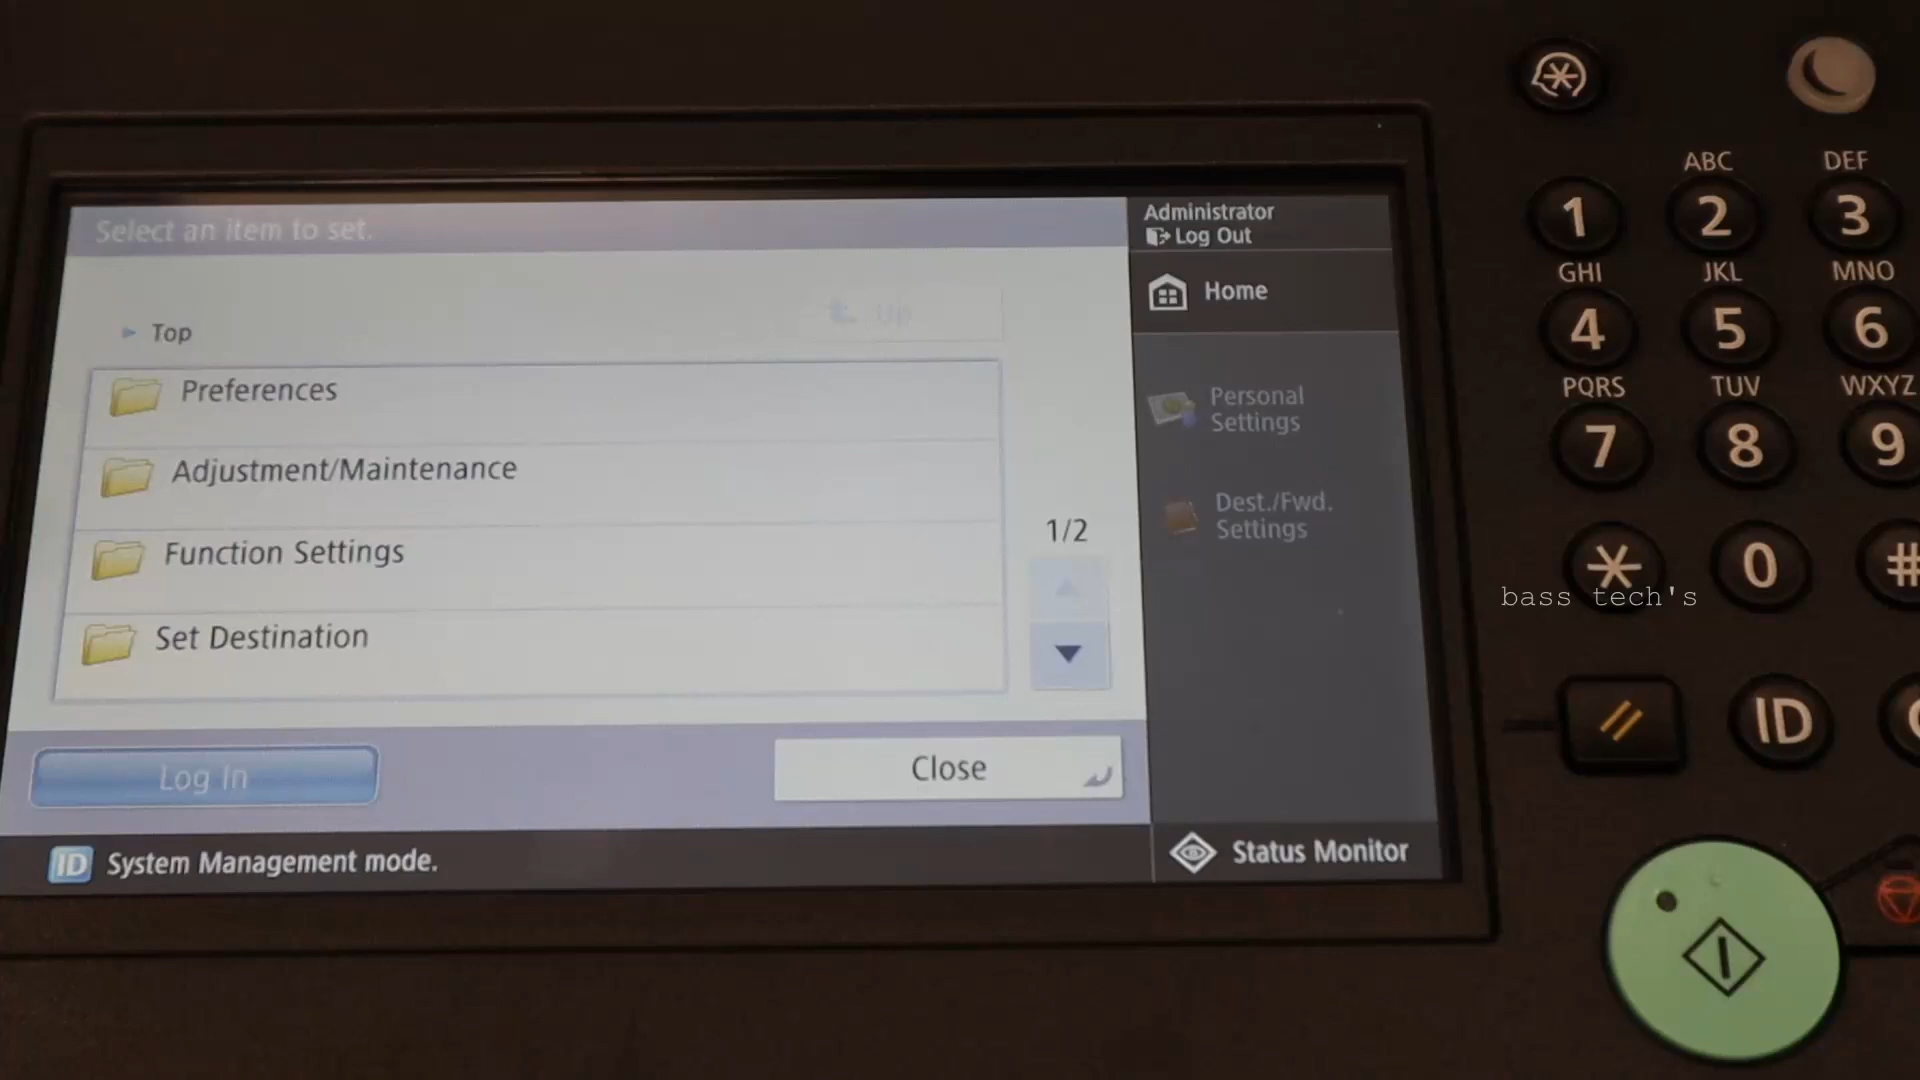 Select an item to set.
Administrator
Log Out
Home
Up
Top
Preferences
Adjustment/Maintenance
Function Settings
Set Destination
1/2
Personal
Settings
Dest./Fwd.
Settings
Log In
Close
ID System Management mode.
Status Monitor
ABC DEF
1 2 3
GHI JKL MNO
4 5 6
PQRS TUV WXYZ
7 8 9
* 0 #
bass tech's
ID